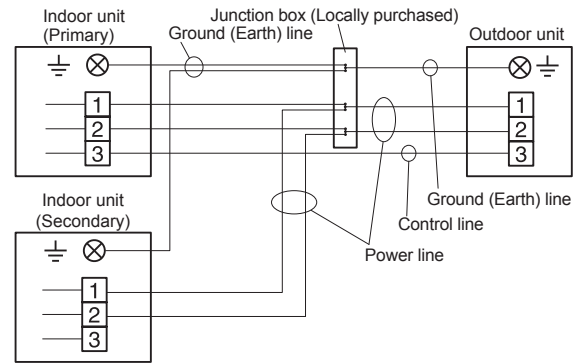 Indoor unit
(Primary)
Junction box (Locally purchased)
Ground (Earth) line
Outdoor unit
1
2
3
1
2
3
Ground (Earth) line
Control line
Power line
Indoor unit
(Secondary)
1
2
3